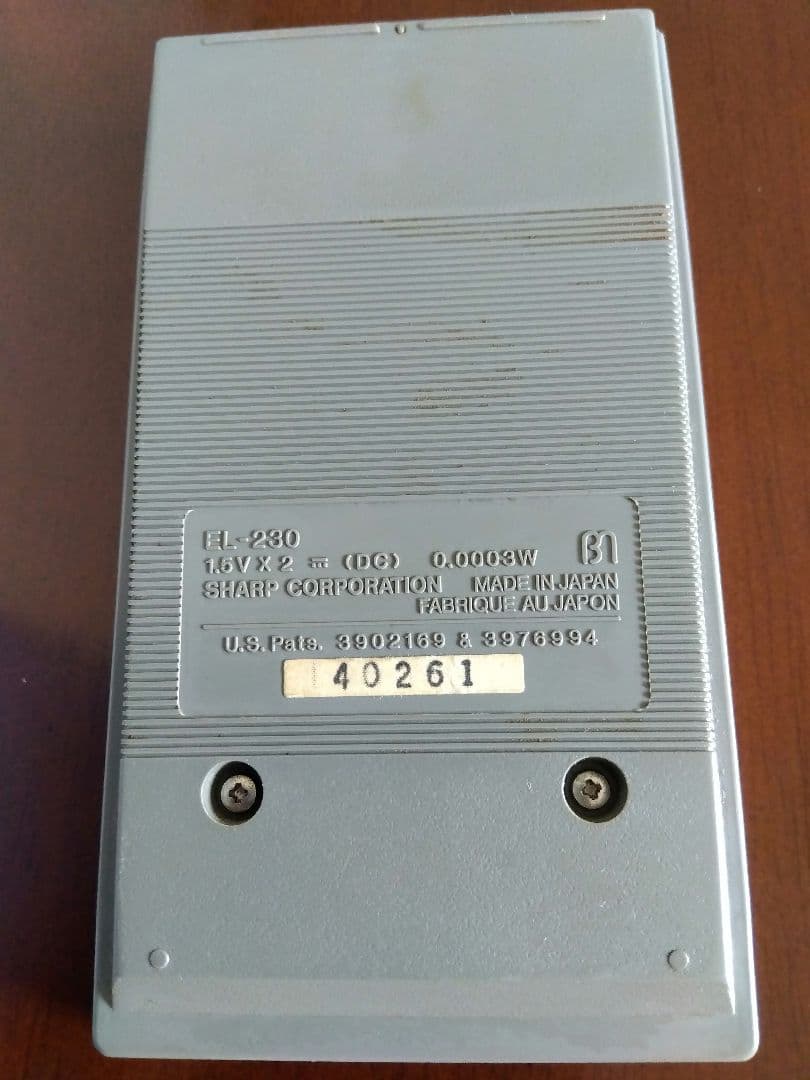 EL-230
1.5V X 2 ⎓ (DC) 0.0003W
SHARP CORPORATION MADE IN JAPAN
FABRIQUE AU JAPON
U.S. Pats. 3902169 & 3976994
40261